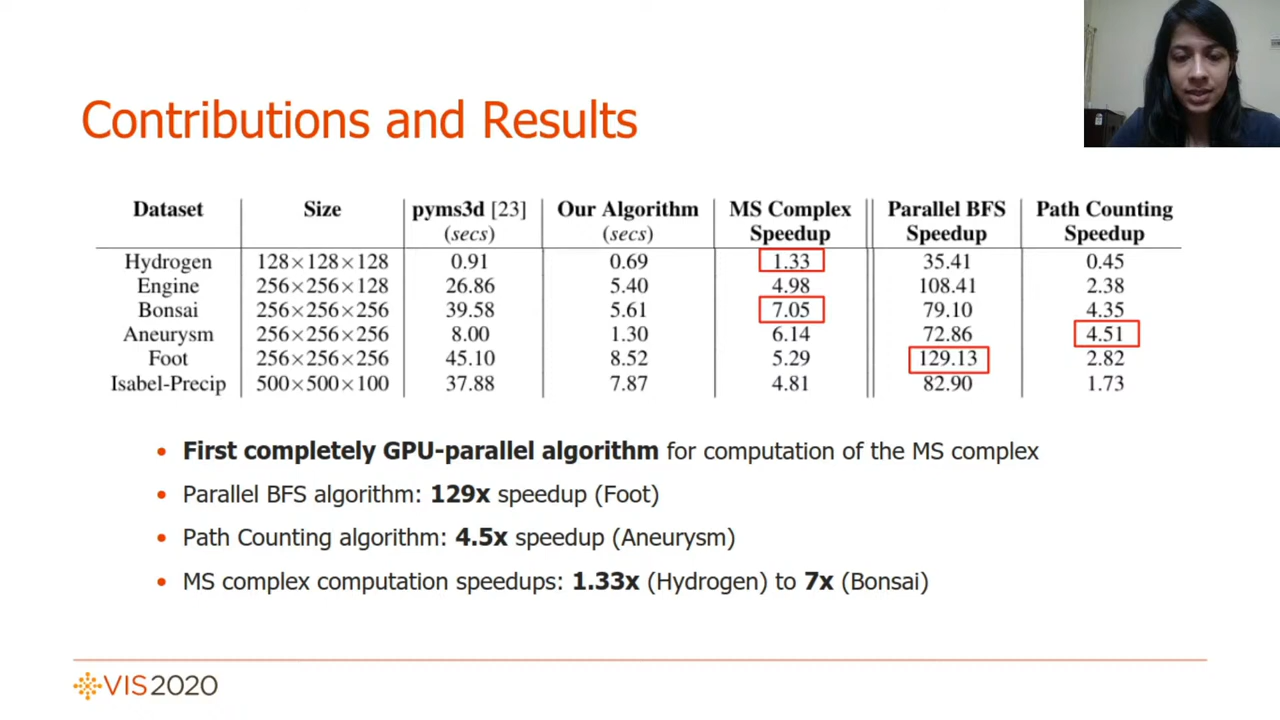 Contributions and Results
Dataset Size pyms3d [23] Our Algorithm MS Complex Parallel BFS Path Counting
(secs) (secs) Speedup Speedup Speedup
Hydrogen 128×128×128 0.91 0.69 1.33 35.41 0.45
Engine 256×256×128 26.86 5.40 4.98 108.41 2.38
Bonsai 256×256×256 39.58 5.61 7.05 79.10 4.35
Aneurysm 256×256×256 8.00 1.30 6.14 72.86 4.51
Foot 256×256×256 45.10 8.52 5.29 129.13 2.82
Isabel-Precip 500×500×100 37.88 7.87 4.81 82.90 1.73
• First completely GPU-parallel algorithm for computation of the MS complex
• Parallel BFS algorithm: 129x speedup (Foot)
• Path Counting algorithm: 4.5x speedup (Aneurysm)
• MS complex computation speedups: 1.33x (Hydrogen) to 7x (Bonsai)
VIS2020